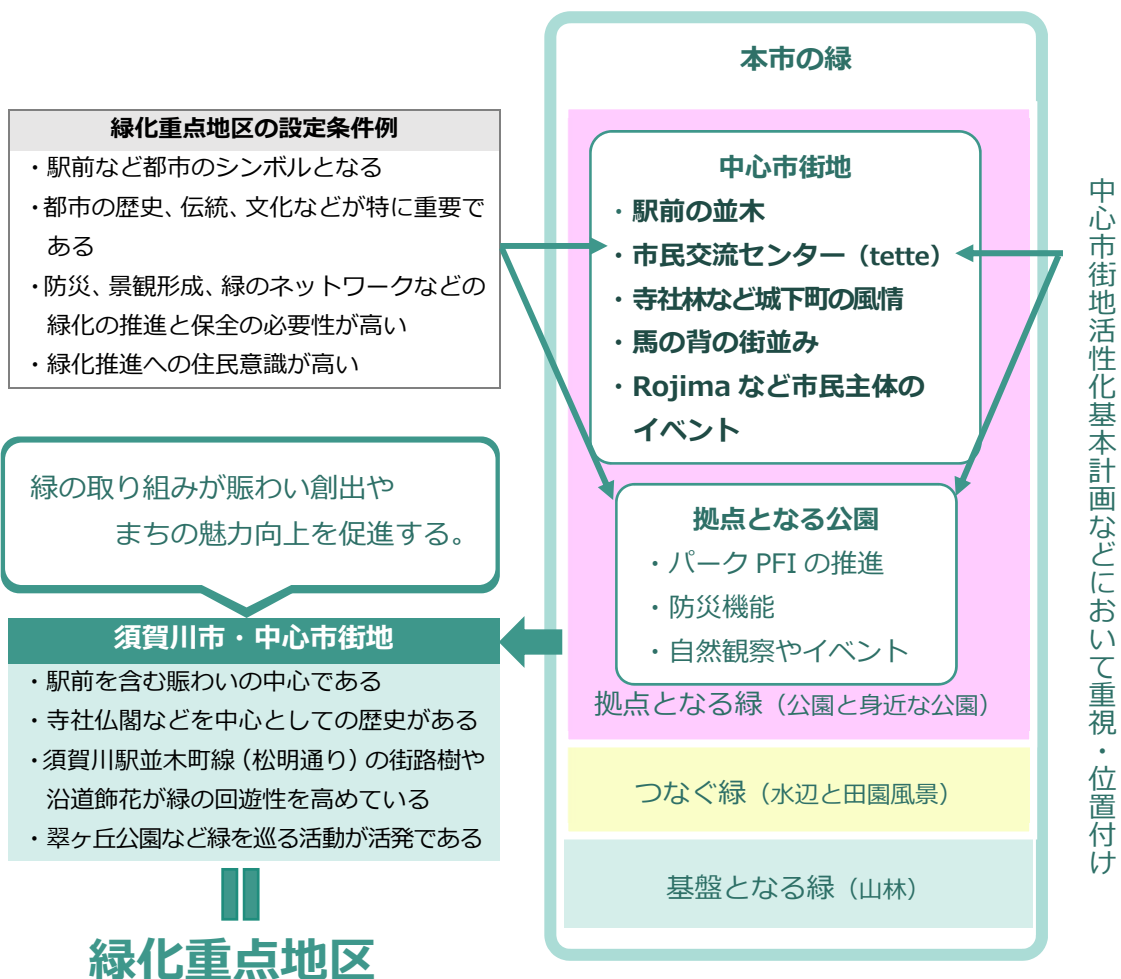 本市の緑
緑化重点地区の設定条件例
・駅前など都市のシンボルとなる
・都市の歴史、伝統、文化などが特に重要で
ある
・防災、景観形成、緑のネットワークなどの
緑化の推進と保全の必要性が高い
・緑化推進への住民意識が高い
中心市街地
・駅前の並木
・市民交流センター（tette）
・寺社林など城下町の風情
・馬の背の街並み
・Rojima など市民主体の
イベント
拠点となる公園
・パーク PFI の推進
・防災機能
・自然観察やイベント
拠点となる緑（公園と身近な公園）
つなぐ緑（水辺と田園風景）
基盤となる緑（山林）
中心市街地活性化基本計画などにおいて重視・位置付け
緑の取り組みが賑わい創出や
まちの魅力向上を促進する。
須賀川市・中心市街地
・駅前を含む賑わいの中心である
・寺社仏閣などを中心としての歴史がある
・須賀川駅並木町線（松明通り）の街路樹や
沿道飾花が緑の回遊性を高めている
・翠ヶ丘公園など緑を巡る活動が活発である
緑化重点地区